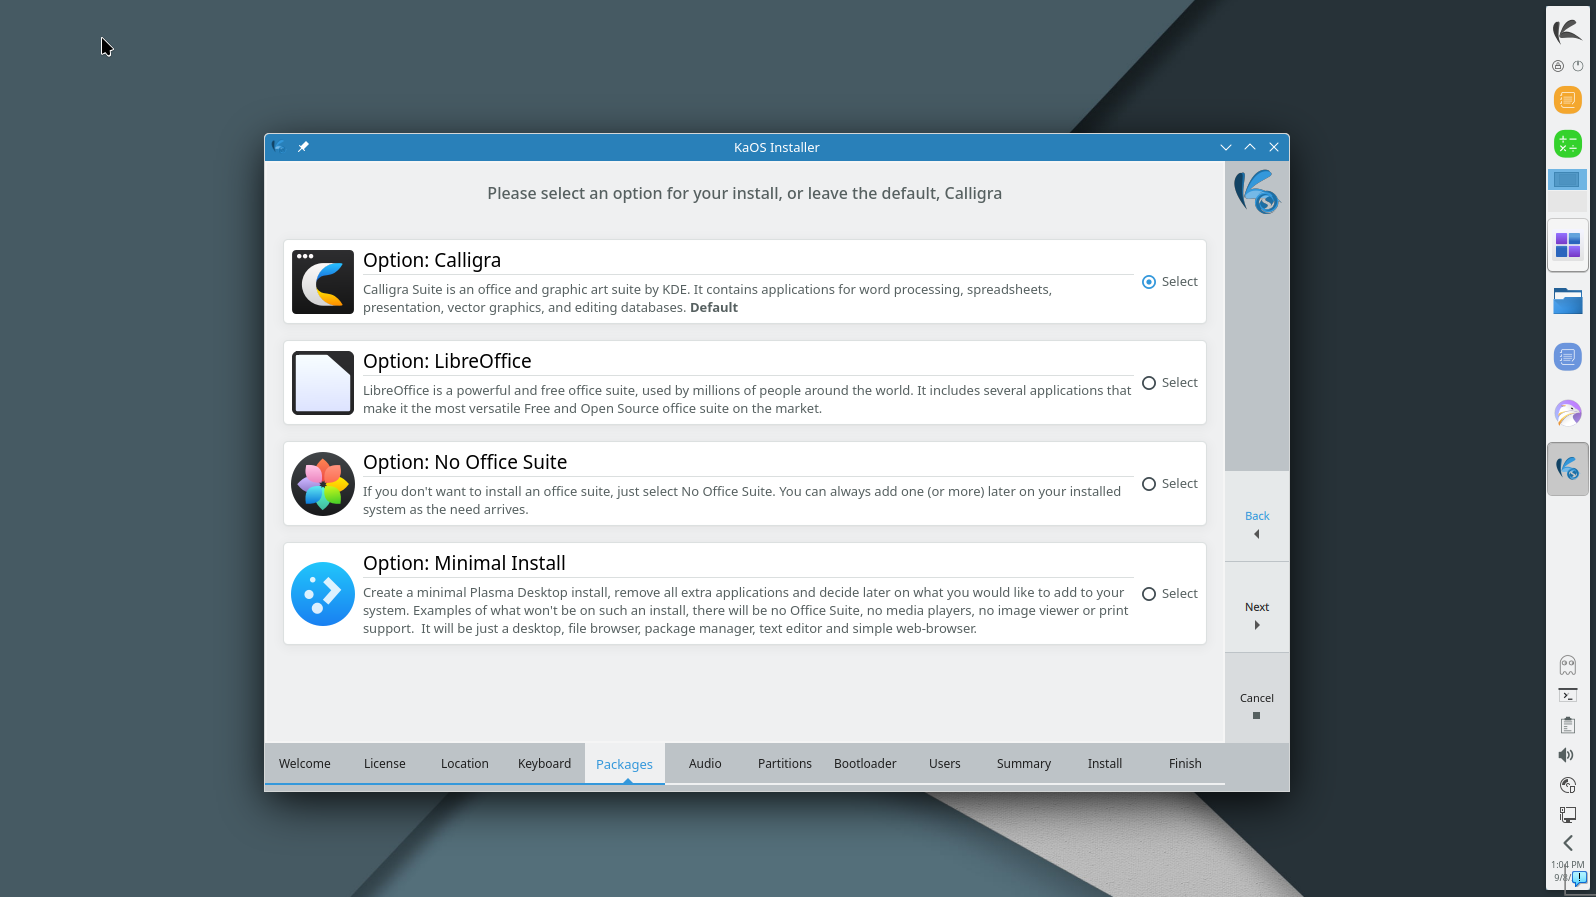 KaOS Installer
Please select an option for your install, or leave the default, Calligra
Option: Calligra
Calligra Suite is an office and graphic art suite by KDE. It contains applications for word processing, spreadsheets,
presentation, vector graphics, and editing databases. Default
Select
Option: LibreOffice
LibreOffice is a powerful and free office suite, used by millions of people around the world. It includes several applications that
make it the most versatile Free and Open Source office suite on the market.
Select
Option: No Office Suite
If you don't want to install an office suite, just select No Office Suite. You can always add one (or more) later on your installed
system as the need arrives.
Select
Option: Minimal Install
Create a minimal Plasma Desktop install, remove all extra applications and decide later on what you would like to add to your
system. Examples of what won't be on such an install, there will be no Office Suite, no media players, no image viewer or print
support.  It will be just a desktop, file browser, package manager, text editor and simple web-browser.
Select
Back
Next
Cancel
Welcome License Location Keyboard Packages Audio Partitions Bootloader Users Summary Install Finish
1:04 PM